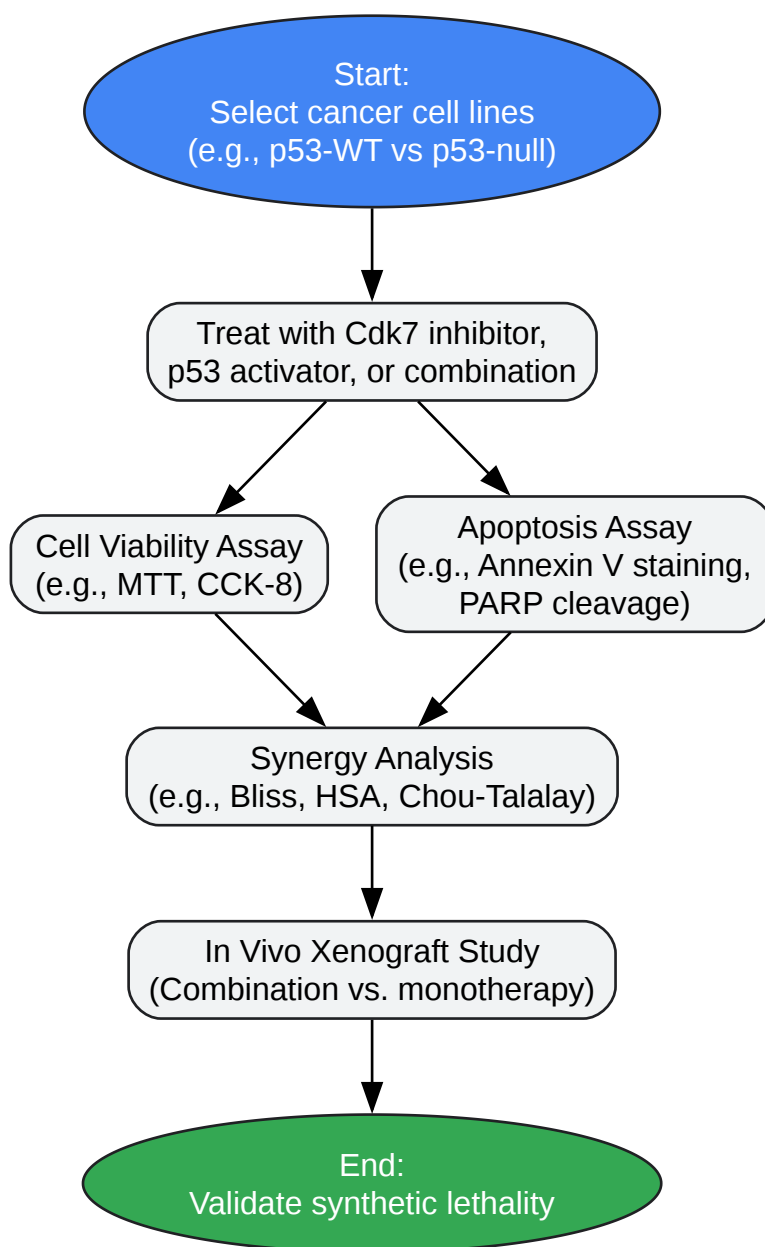 Start:
Select cancer cell lines
(e.g., p53-WT vs p53-null)
Treat with Cdk7 inhibitor,
p53 activator, or combination
Cell Viability Assay
(e.g., MTT, CCK-8)
Apoptosis Assay
(e.g., Annexin V staining,
PARP cleavage)
Synergy Analysis
(e.g., Bliss, HSA, Chou-Talalay)
In Vivo Xenograft Study
(Combination vs. monotherapy)
End:
Validate synthetic lethality